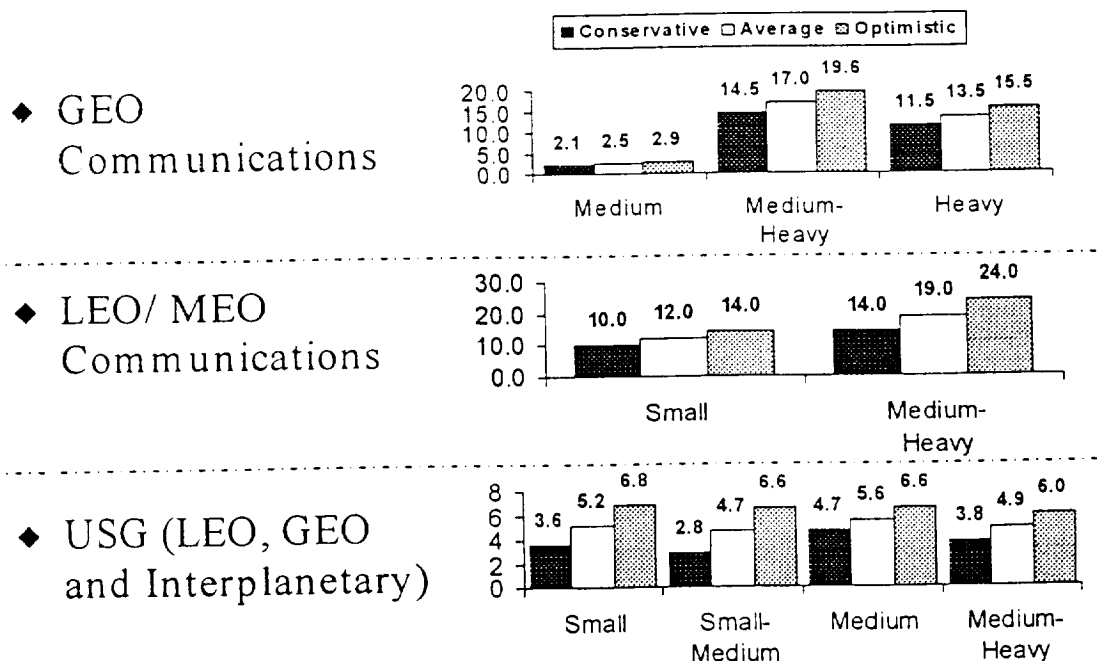 Conservative Average Optimistic
◆ GEO
Communications
20.0
15.0
10.0
5.0
0.0
2.1 2.5 2.9
14.5 17.0 19.6
11.5 13.5 15.5
Medium
Medium-
Heavy
Heavy
◆ LEO/ MEO
Communications
30.0
20.0
10.0
0.0
10.0 12.0 14.0
14.0 19.0 24.0
Small
Medium-
Heavy
◆ USG (LEO, GEO
and Interplanetary)
8
6
4
2
0
3.6 5.2 6.8
2.8 4.7 6.6
4.7 5.6 6.6
3.8 4.9 6.0
Small
Small-
Medium
Medium
Medium-
Heavy